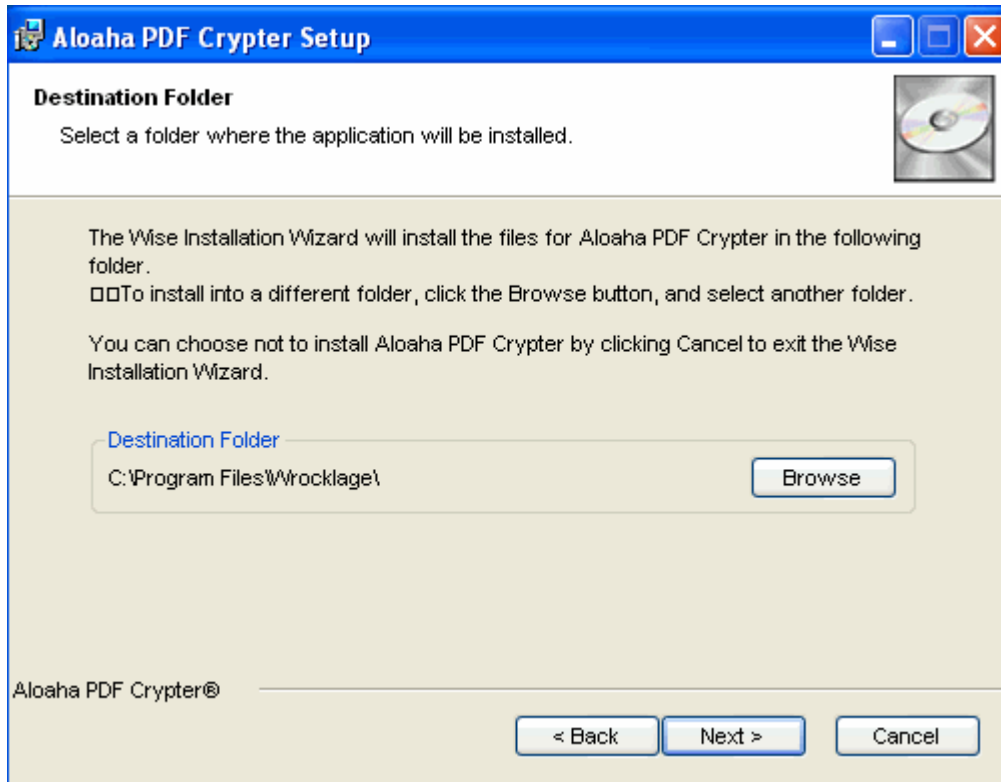 Aloaha PDF Crypter Setup
Destination Folder
Select a folder where the application will be installed.
The Wise Installation Wizard will install the files for Aloaha PDF Crypter in the following
folder.
□□To install into a different folder, click the Browse button, and select another folder.
You can choose not to install Aloaha PDF Crypter by clicking Cancel to exit the Wise
Installation Wizard.
Destination Folder
C:\Program Files\Wrocklage\
Browse
Aloaha PDF Crypter®
< Back
Next >
Cancel